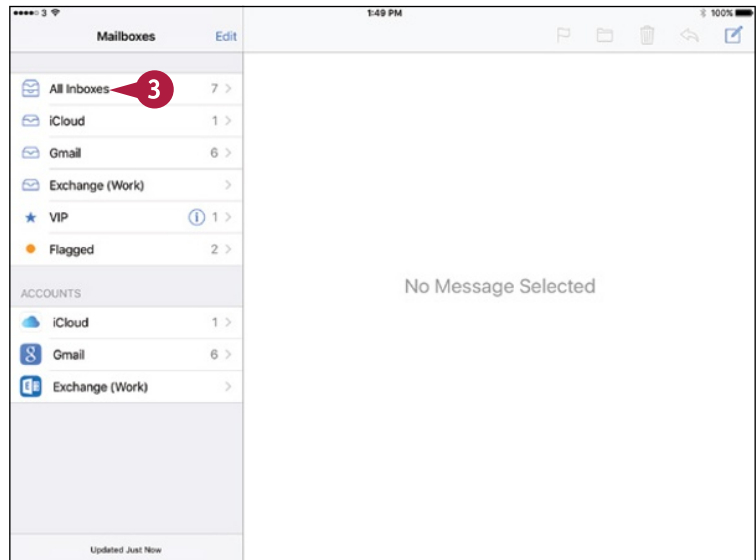 3 1:49 PM 100%
Mailboxes Edit
All Inboxes 3 7 >
iCloud 1 >
Gmail 6 >
Exchange (Work) >
VIP i 1 >
Flagged 2 >
No Message Selected
ACCOUNTS
iCloud 1 >
8 Gmail 6 >
E Exchange (Work) >
Updated Just Now